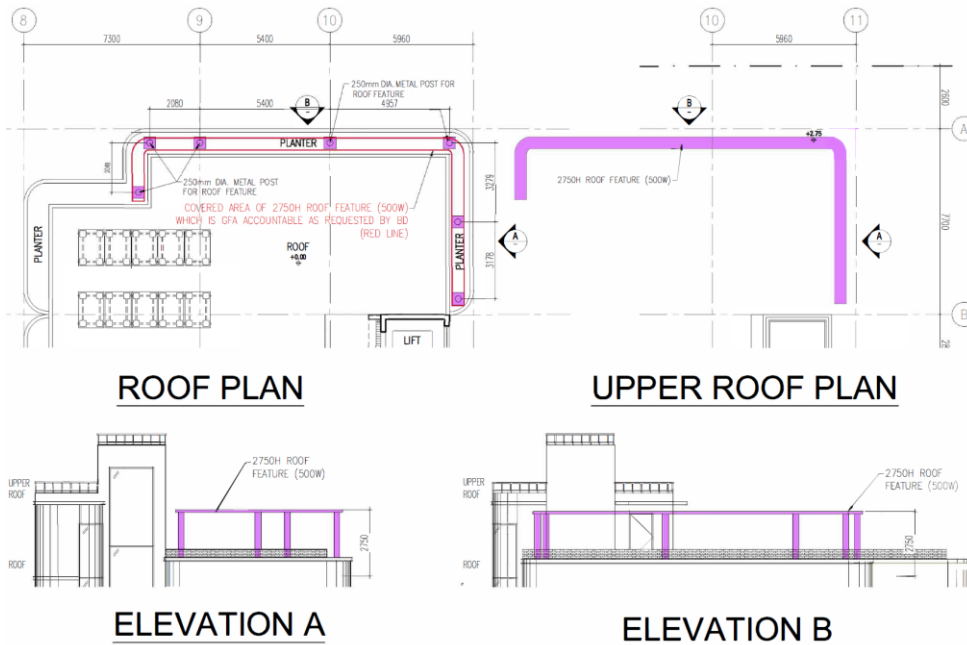 8
9
10
10
11
7300
5400
5960
5960
250mm DIA. METAL POST FOR
ROOF FEATURE
B
2080
5400
4957
2600
B
A
PLANTER
+2.75
250mm DIA. METAL POST
FOR ROOF FEATURE
2750H ROOF FEATURE (500W)
3279
COVERED AREA OF 2750H ROOF FEATURE (500W)
WHICH IS GFA ACCOUNTABLE AS REQUESTED BY BD
(RED LINE)
PLANTER
ROOF
+0.00
PLANTER
A
A
7700
3178
B
LIFT
ROOF PLAN
UPPER ROOF PLAN
2750H ROOF
FEATURE (500W)
UPPER
ROOF
2750
ROOF
2750H ROOF
FEATURE (500W)
UPPER
ROOF
2750
ROOF
ELEVATION A
ELEVATION B